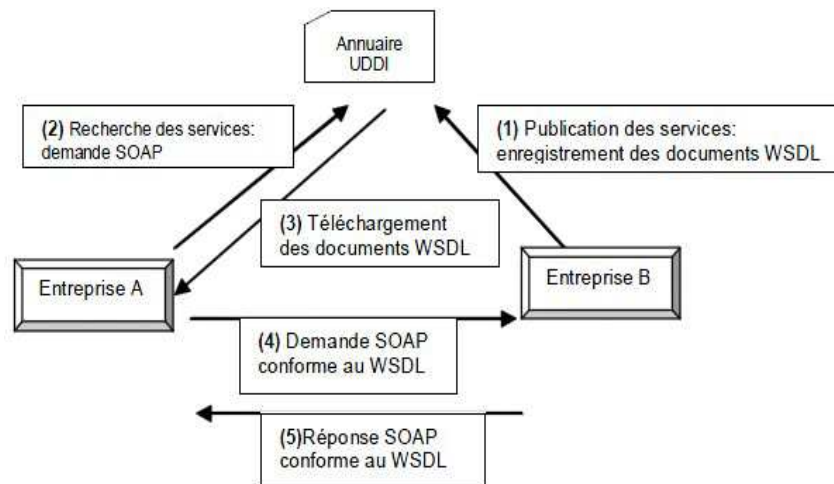 Annuaire
UDDI
(2) Recherche des services:
demande SOAP
(1) Publication des services:
enregistrement des documents WSDL
(3) Téléchargement
des documents WSDL
Entreprise A
Entreprise B
(4) Demande SOAP
conforme au WSDL
(5)Réponse SOAP
conforme au WSDL